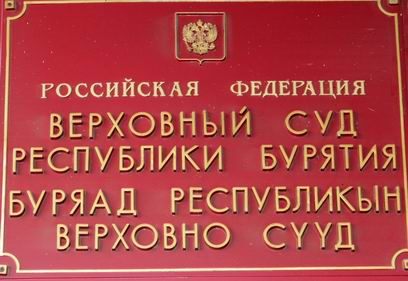 РОССИЙСКАЯ ФЕДЕРАЦИЯ
ВЕРХОВНЫЙ СУД
РЕСПУБЛИКИ БУРЯТИЯ
БУРЯАД РЕСПУБЛИКЫН
ВЕРХОВНО СҮҮД